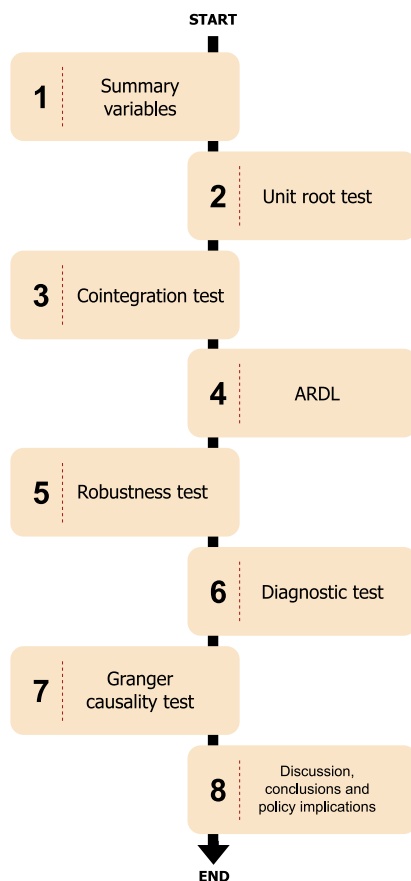 START
1
Summary
variables
2
Unit root test
3
Cointegration test
4
ARDL
5
Robustness test
6
Diagnostic test
7
Granger
causality test
8
Discussion,
conclusions and
policy implications
END